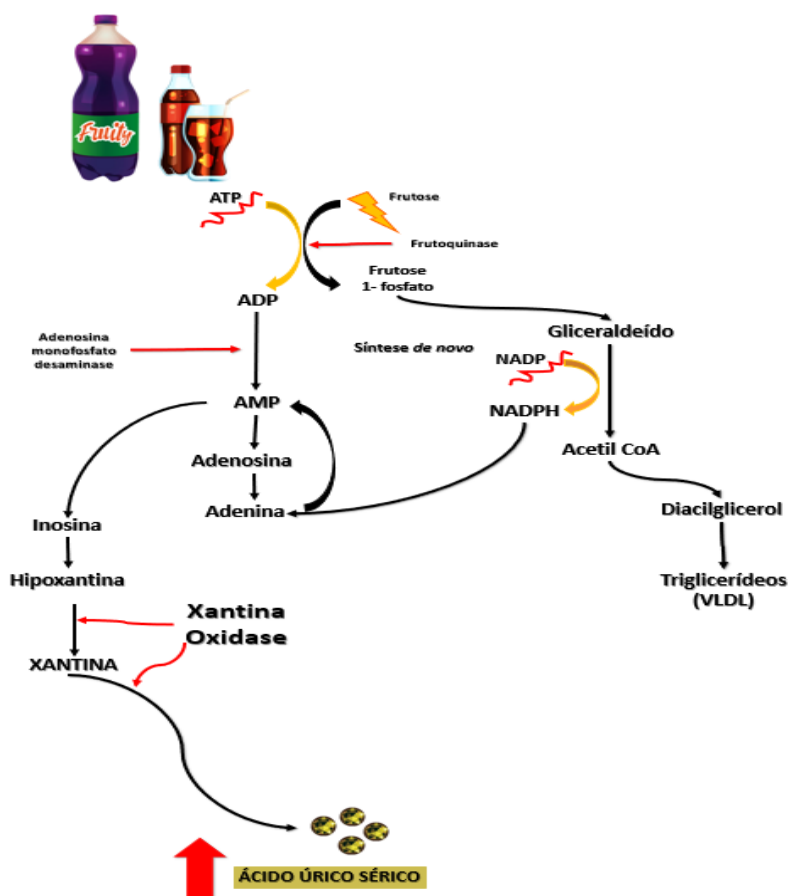 Fruity
ATP
Frutose
Frutoquinase
Frutose
1- fosfato
ADP
Gliceraldeído
Adenosina
monofosfato
desaminase
Síntese de novo
NADP
NADPH
AMP
Acetil CoA
Adenosina
Adenina
Diacilglicerol
Inosina
Hipoxantina
Triglicerídeos
(VLDL)
Xantina
Oxidase
XANTINA
ÁCIDO ÚRICO SÉRICO